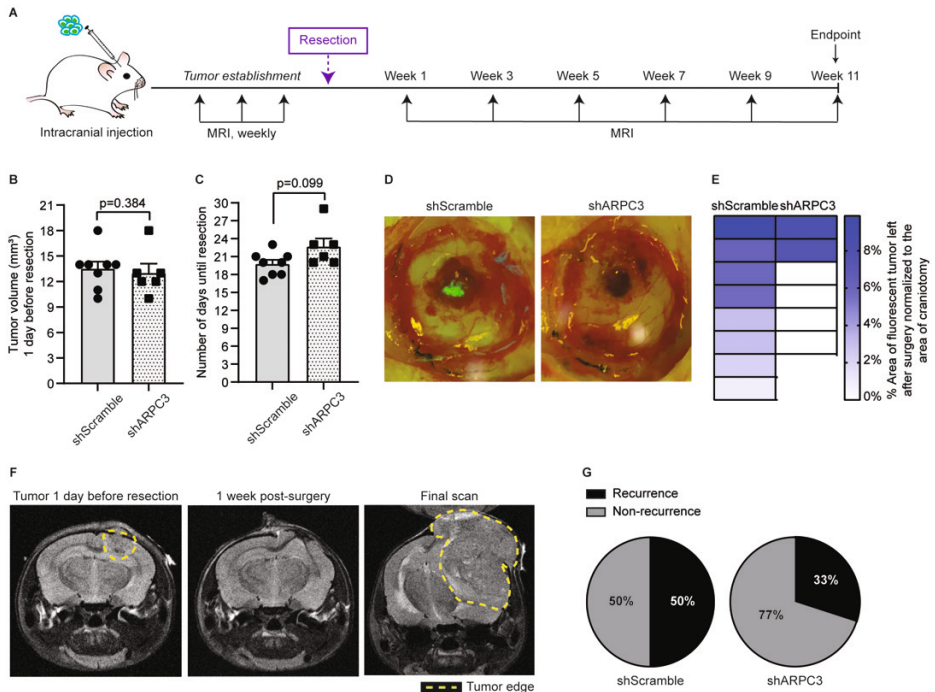 A
Resection
Endpoint
Tumor establishment
Week 1
Week 3
Week 5
Week 7
Week 9
Week 11
Intracranial injection
MRI, weekly
MRI
B
p=0.384
Tumor volume (mm³)
1 day before resection
21
18
15
12
9
6
3
0
shScramble
shARPC3
C
p=0.099
Number of days until resection
30
27
24
21
18
15
12
9
6
3
0
shScramble
shARPC3
D
shScramble
shARPC3
E
shScramble
shARPC3
8%
6%
4%
2%
0%
% Area of fluorescent tumor left
after surgery normalized to the
area of craniotomy
F
Tumor 1 day before resection
1 week post-surgery
Final scan
Tumor edge
G
Recurrence
Non-recurrence
50%
50%
shScramble
33%
77%
shARPC3